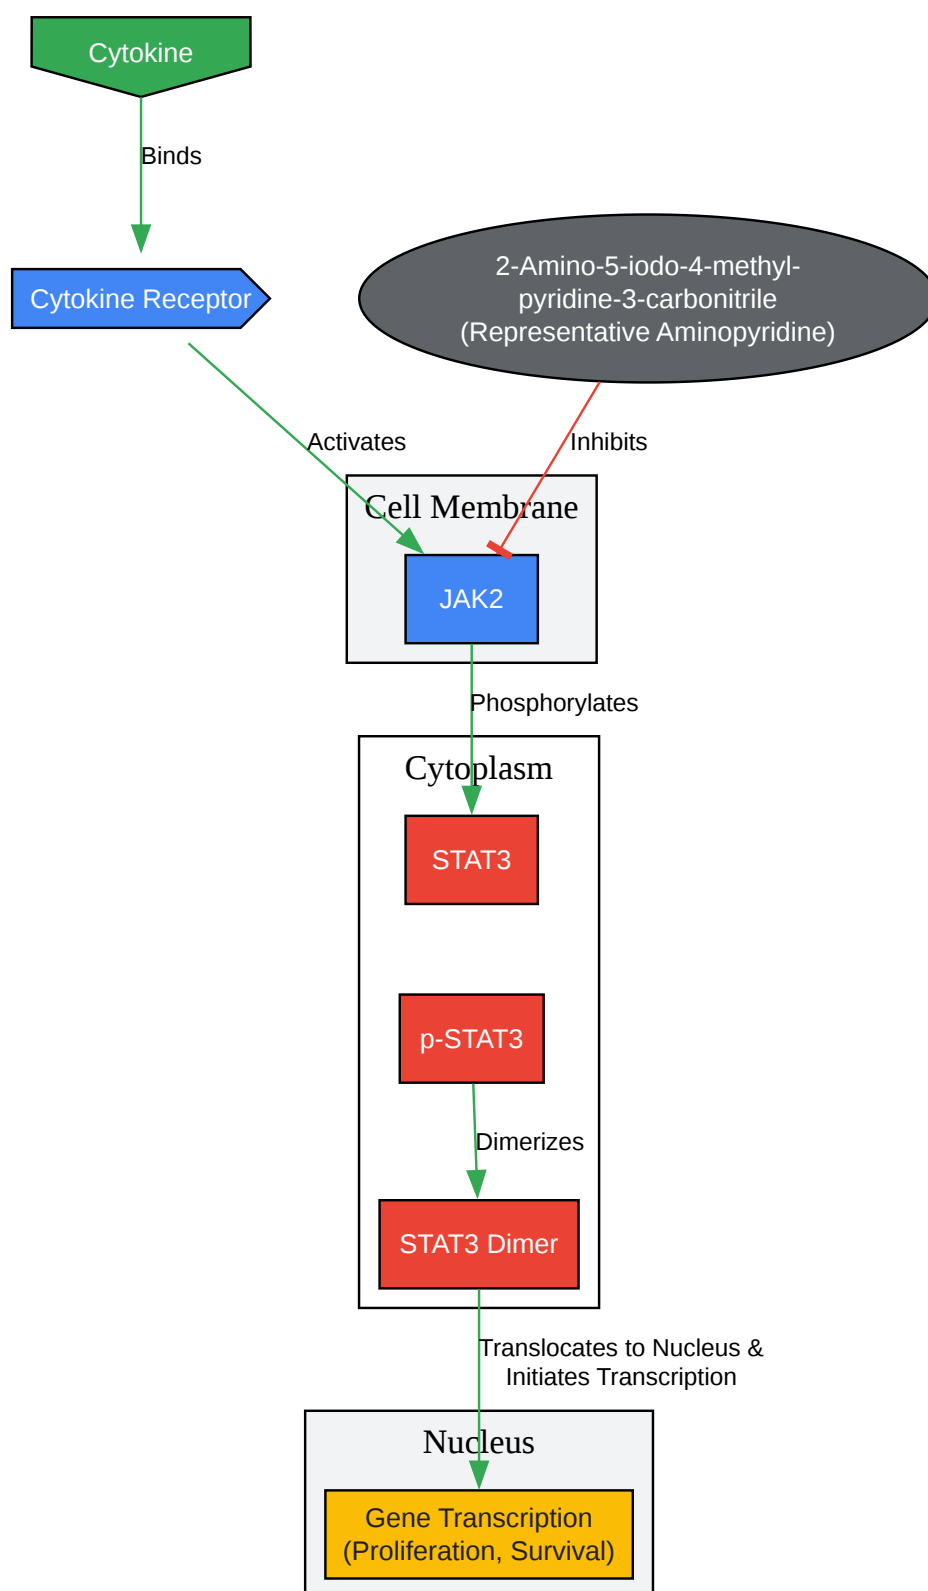 Cytokine
Binds
Cytokine Receptor
2-Amino-5-iodo-4-methyl-
pyridine-3-carbonitrile
(Representative Aminopyridine)
Activates
Inhibits
Cell Membrane
JAK2
Phosphorylates
Cytoplasm
STAT3
p-STAT3
Dimerizes
STAT3 Dimer
Translocates to Nucleus &
Initiates Transcription
Nucleus
Gene Transcription
(Proliferation, Survival)